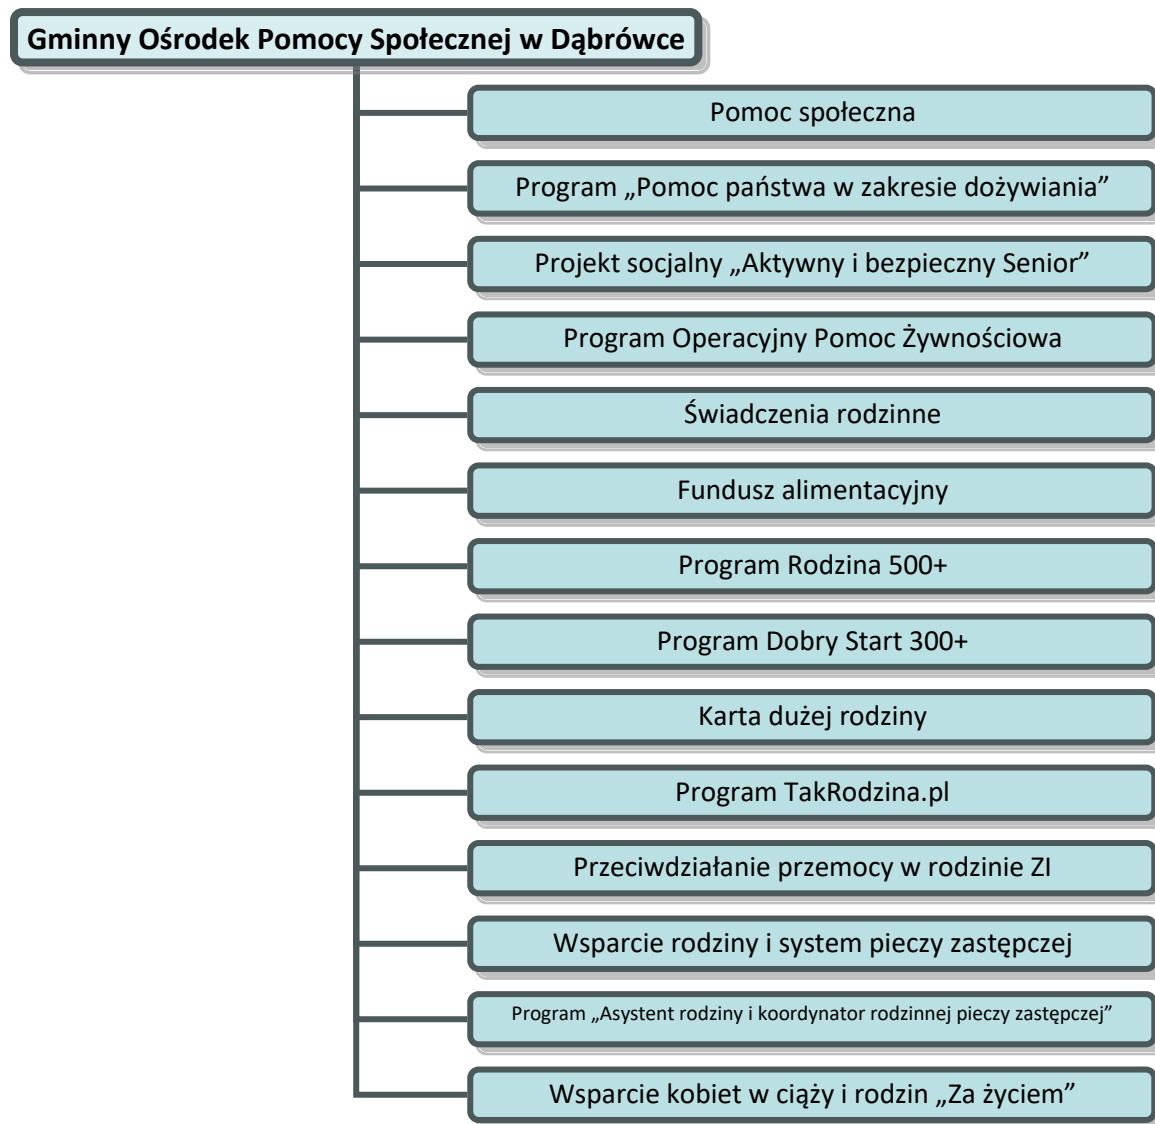 Gminny Ośrodek Pomocy Społecznej w Dąbrówce
Pomoc społeczna
Program „Pomoc państwa w zakresie dożywiania”
Projekt socjalny „Aktywny i bezpieczny Senior”
Program Operacyjny Pomoc Żywnościowa
Świadczenia rodzinne
Fundusz alimentacyjny
Program Rodzina 500+
Program Dobry Start 300+
Karta dużej rodziny
Program TakRodzina.pl
Przeciwdziałanie przemocy w rodzinie ZI
Wsparcie rodziny i system pieczy zastępczej
Program „Asystent rodziny i koordynator rodzinnej pieczy zastępczej”
Wsparcie kobiet w ciąży i rodzin „Za życiem”